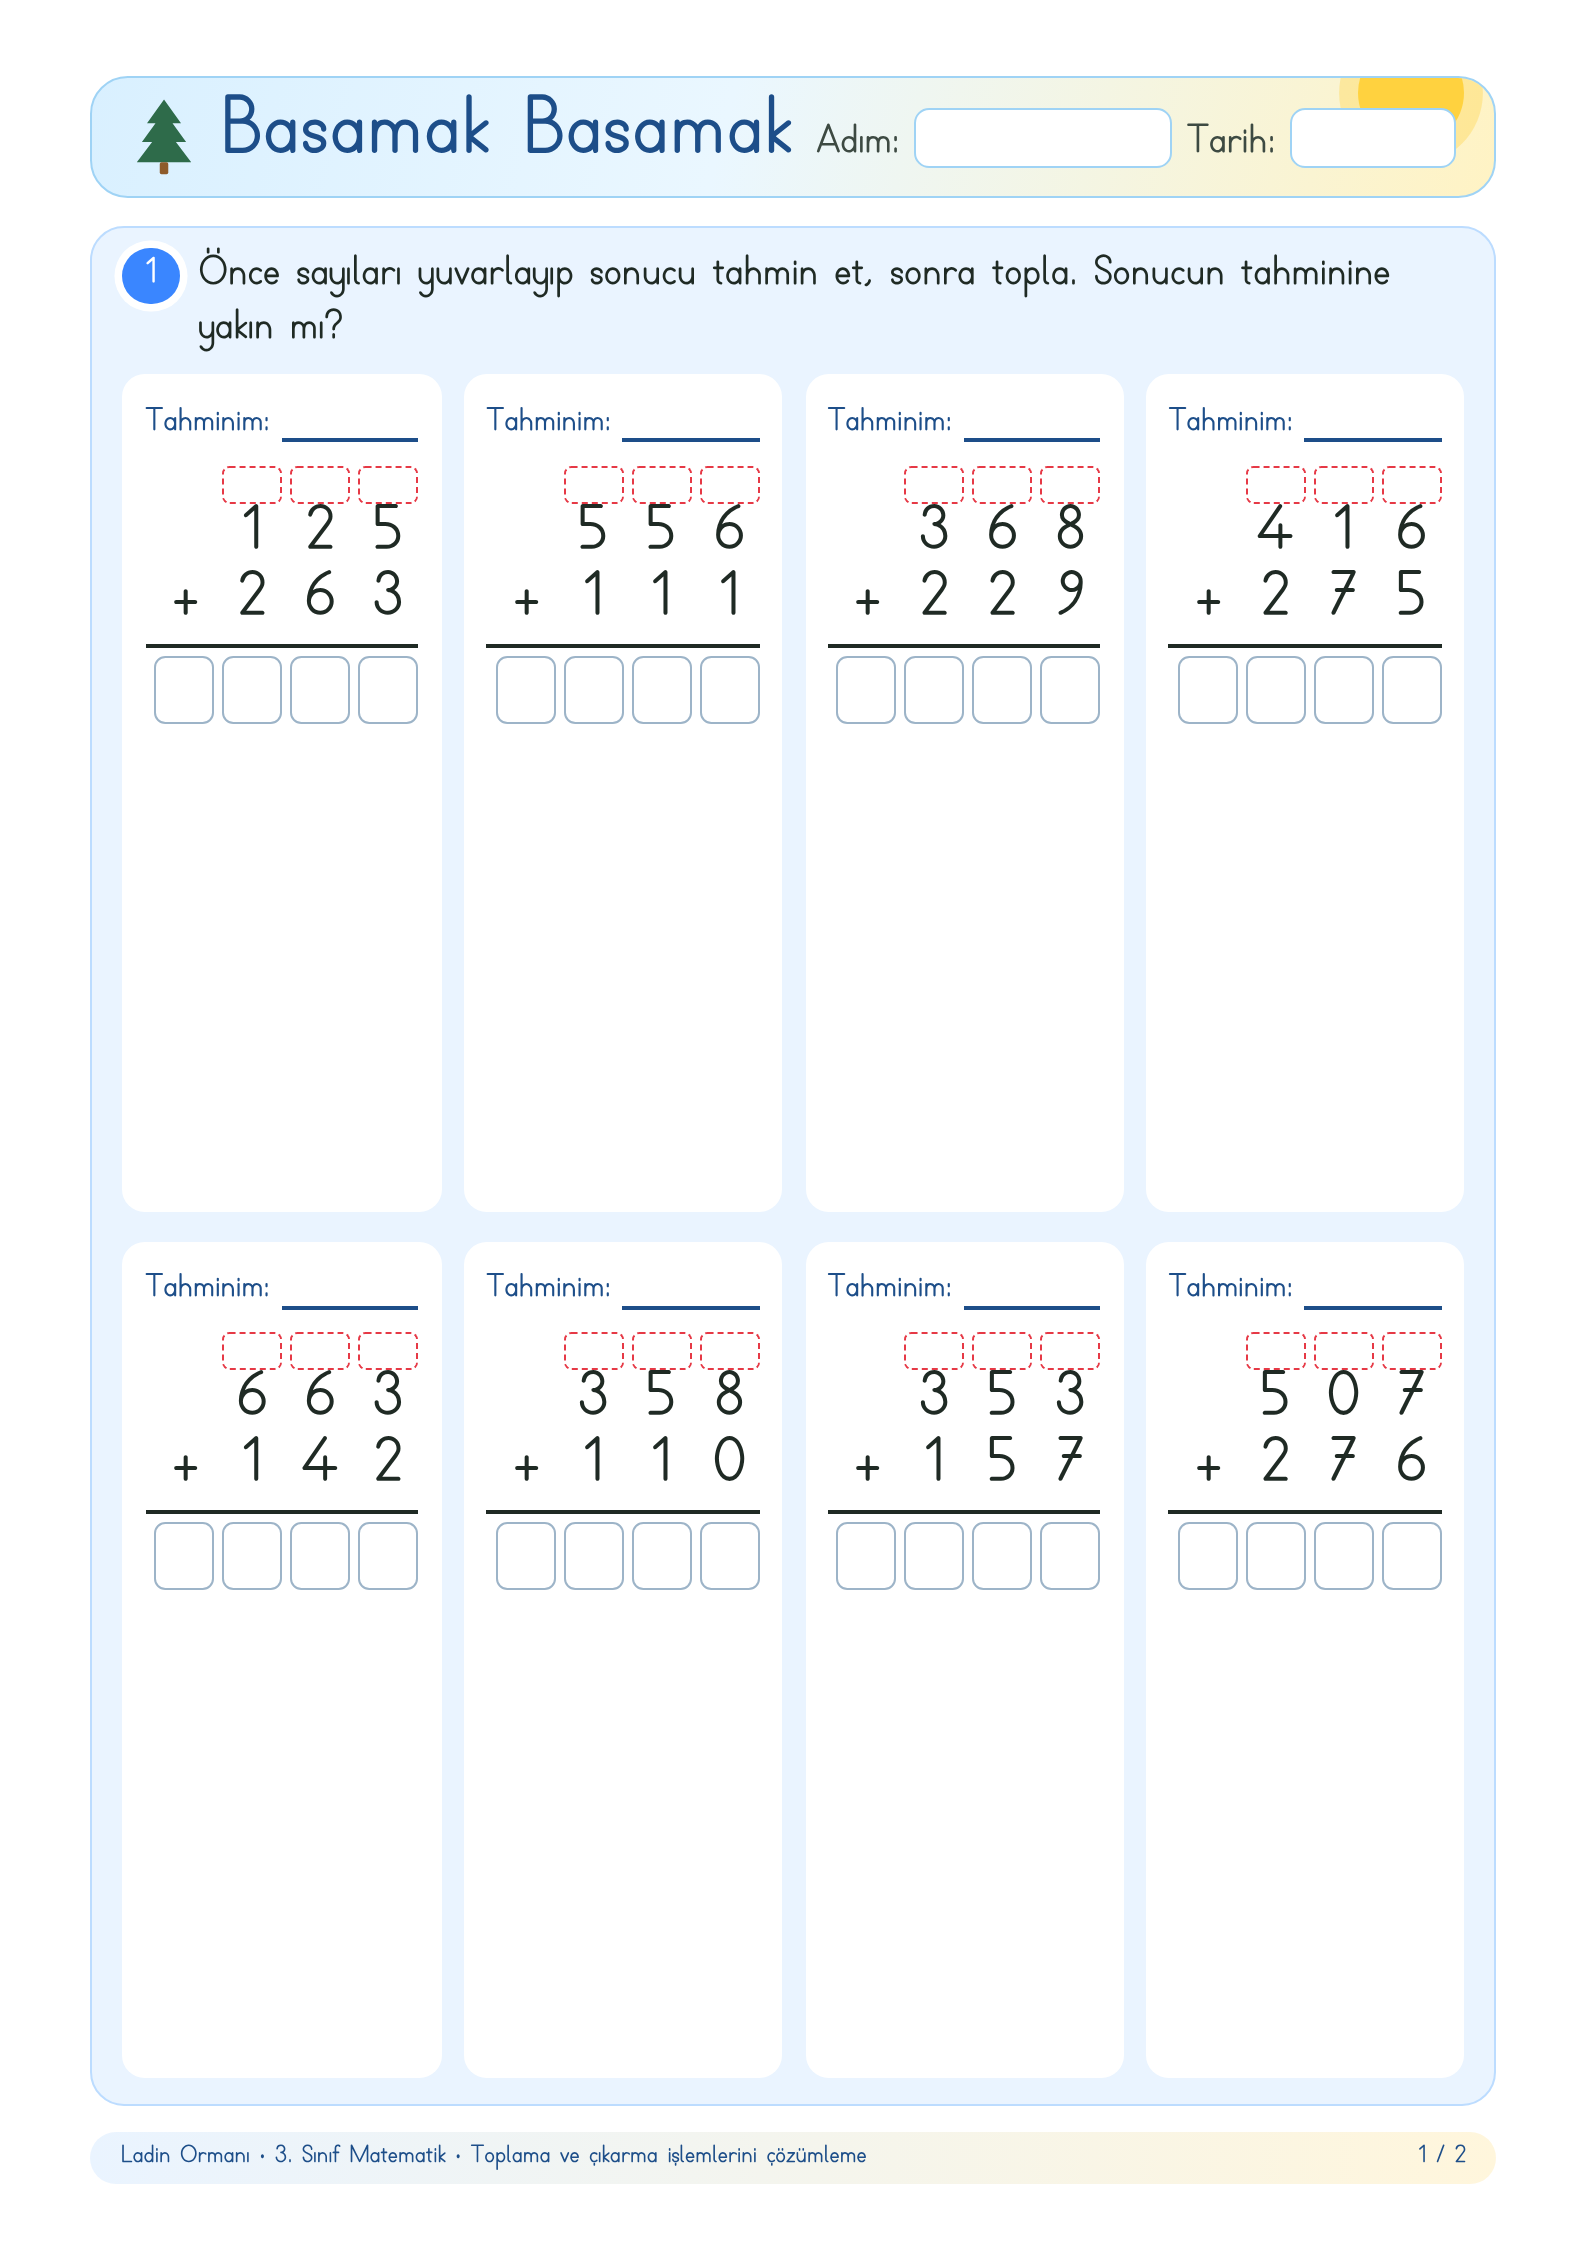 Basamak Basamak Adım: Tarih:
1 Önce sayıları yuvarlayıp sonucu tahmin et, sonra topla. Sonucun tahminine
yakın mı?
Tahminim: Tahminim: Tahminim: Tahminim:
1 2 5 5 5 6 3 6 8 4 1 6
+ 2 6 3 + 1 1 1 + 2 2 9 + 2 7 5
Tahminim: Tahminim: Tahminim: Tahminim:
6 6 3 3 5 8 3 5 3 5 0 7
+ 1 4 2 + 1 1 0 + 1 5 7 + 2 7 6
Ladin Ormanı • 3. Sınıf Matematik • Toplama ve çıkarma işlemlerini çözümleme 1 / 2